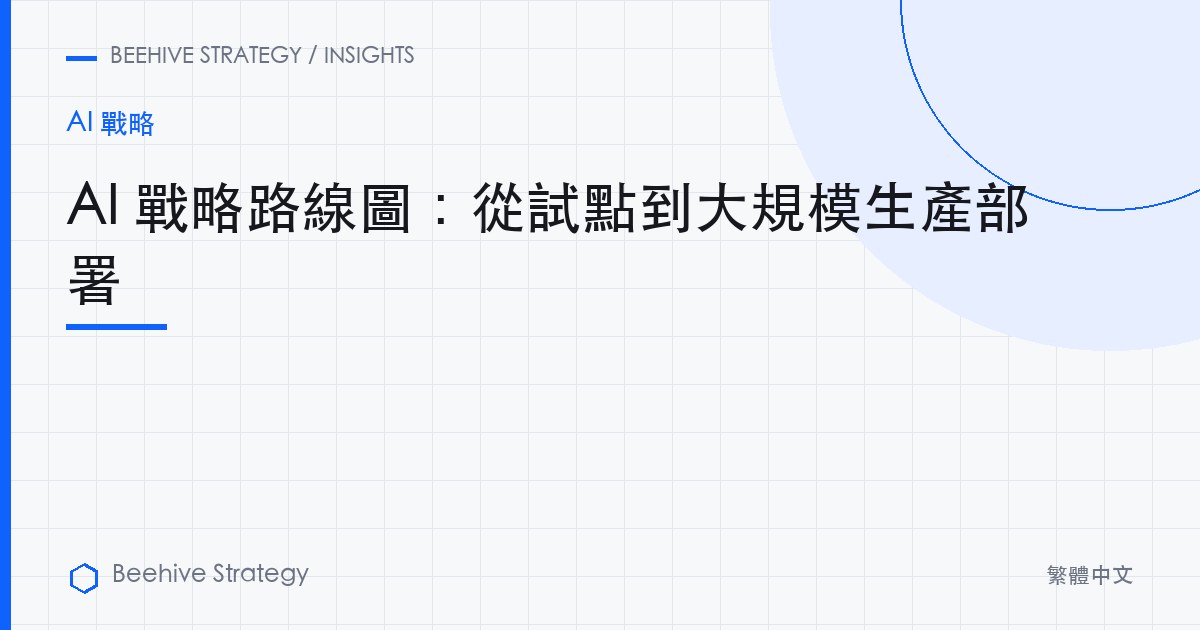 BEEHIVE STRATEGY / INSIGHTS
AI 戰略
AI 戰略路線圖：從試點到大規模生產部
署
Beehive Strategy
繁體中文